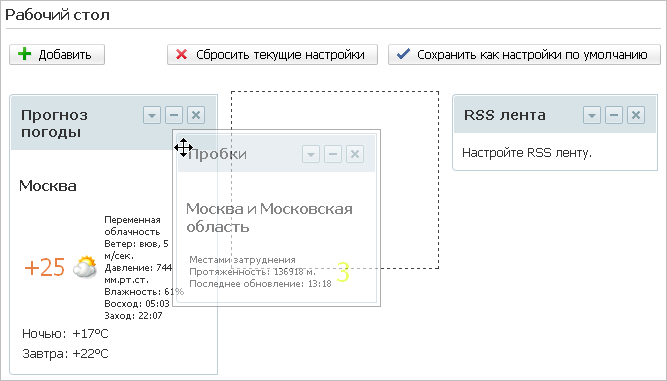 Рабочий стол
Добавить
Сбросить текущие настройки
Сохранить как настройки по умолчанию
Прогноз
погоды
Москва
+25
Переменная
облачность
Ветер: вюв, 5
м/сек.
Давление: 744
мм.рт.ст.
Влажность: 61%
Восход: 05:03
Заход: 22:07
Ночью: +17°C
Завтра: +22°C
Пробки
Москва и Московская
область
Местами затруднения
Протяженность: 136918 м.
Последнее обновление: 13:18
3
RSS лента
Настройте RSS ленту.